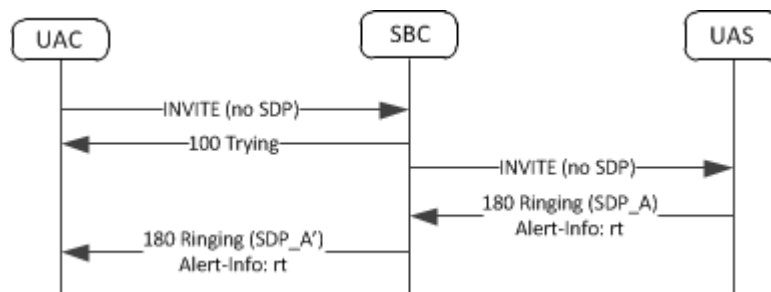 UAC
SBC
UAS
INVITE (no SDP)
100 Trying
INVITE (no SDP)
180 Ringing (SDP_A)
Alert-Info: rt
180 Ringing (SDP_A’)
Alert-Info: rt